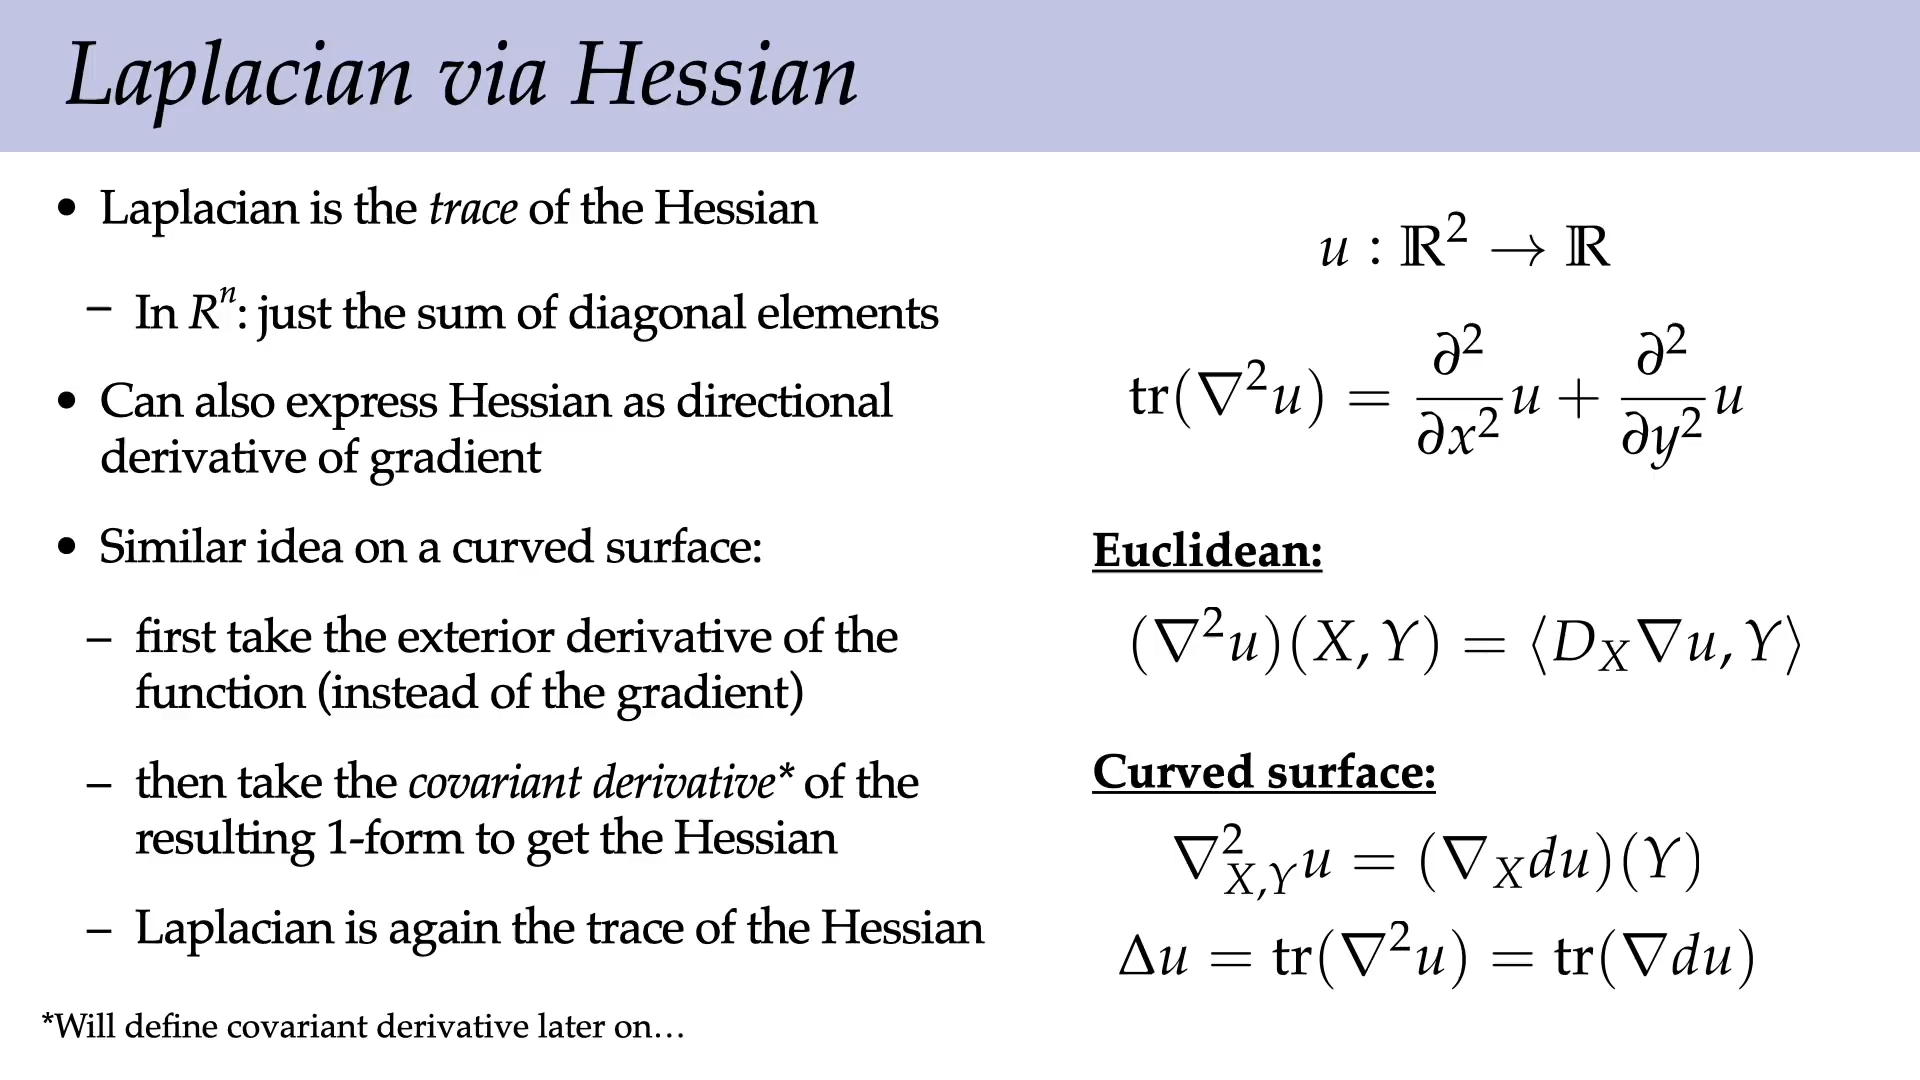 Laplacian via Hessian
• Laplacian is the trace of the Hessian
– In Rⁿ: just the sum of diagonal elements
• Can also express Hessian as directional
derivative of gradient
• Similar idea on a curved surface:
– first take the exterior derivative of the
function (instead of the gradient)
– then take the covariant derivative* of the
resulting 1-form to get the Hessian
– Laplacian is again the trace of the Hessian
*Will define covariant derivative later on…
u : ℝ² → ℝ
tr(∇²u) = ∂²/∂x² u + ∂²/∂y² u
Euclidean:
(∇²u)(X, Y) = ⟨D_X∇u, Y⟩
Curved surface:
∇²_{X,Y}u = (∇_X du)(Y)
Δu = tr(∇²u) = tr(∇du)